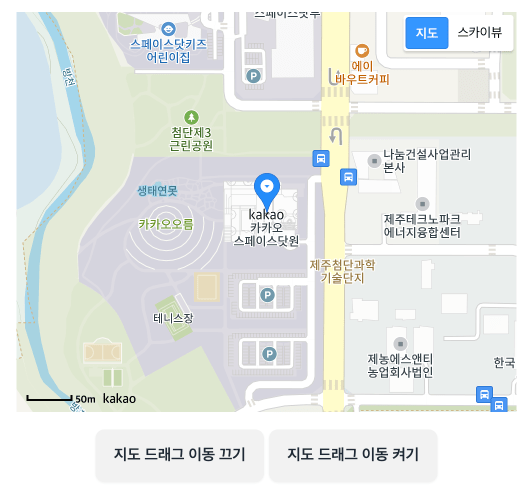 스페이스닷투
지도
스카이뷰
스페이스닷키즈
어린이집
P
에이
바우트커피
방천
첨단제3
근린공원
나눔건설사업관리
본사
생태연못
kakao
카카오
스페이스닷원
카카오오름
제주테크노파크
에너지융합센터
제주첨단과학
기술단지
P
테니스장
P
제농에스앤티
농업회사법인
한국
50m
kakao
지도 드래그 이동 끄기
지도 드래그 이동 켜기